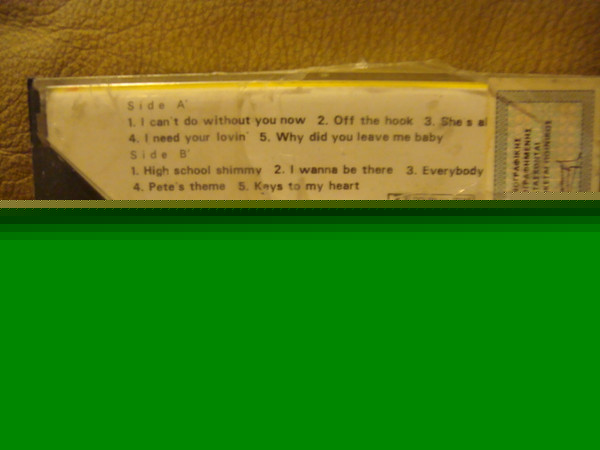 Side A'
1. I can't do without you now 2. Off the hook 3. She's
4. I need your lovin' 5. Why did you leave me baby
Side B'
1. High school shimmy 2. I wanna be there 3. Everybody
4. Pete's theme 5. Keys to my heart